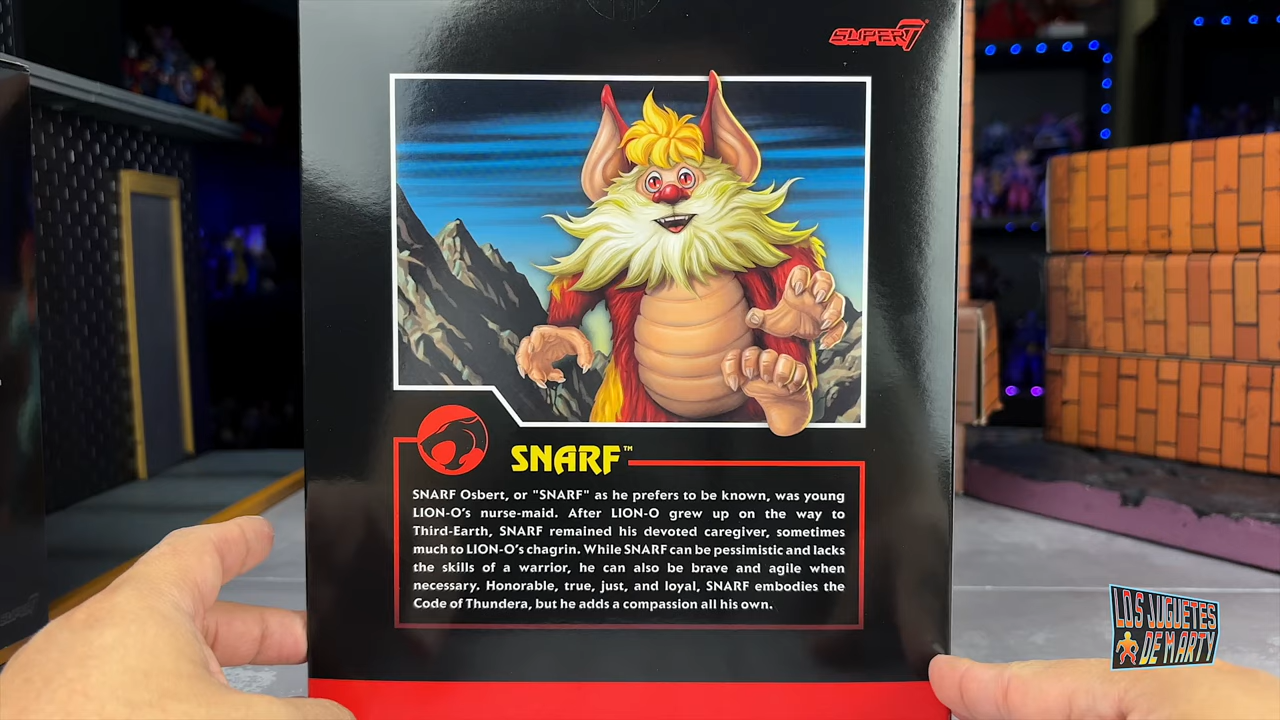 SUPER7
SNARF™
SNARF Osbert, or "SNARF" as he prefers to be known, was young
LION-O's nurse-maid. After LION-O grew up on the way to
Third-Earth, SNARF remained his devoted caregiver, sometimes
much to LION-O's chagrin. While SNARF can be pessimistic and lacks
the skills of a warrior, he can also be brave and agile when
necessary. Honorable, true, just, and loyal, SNARF embodies the
Code of Thundera, but he adds a compassion all his own.
LOS JUGUETES
DE MARTY